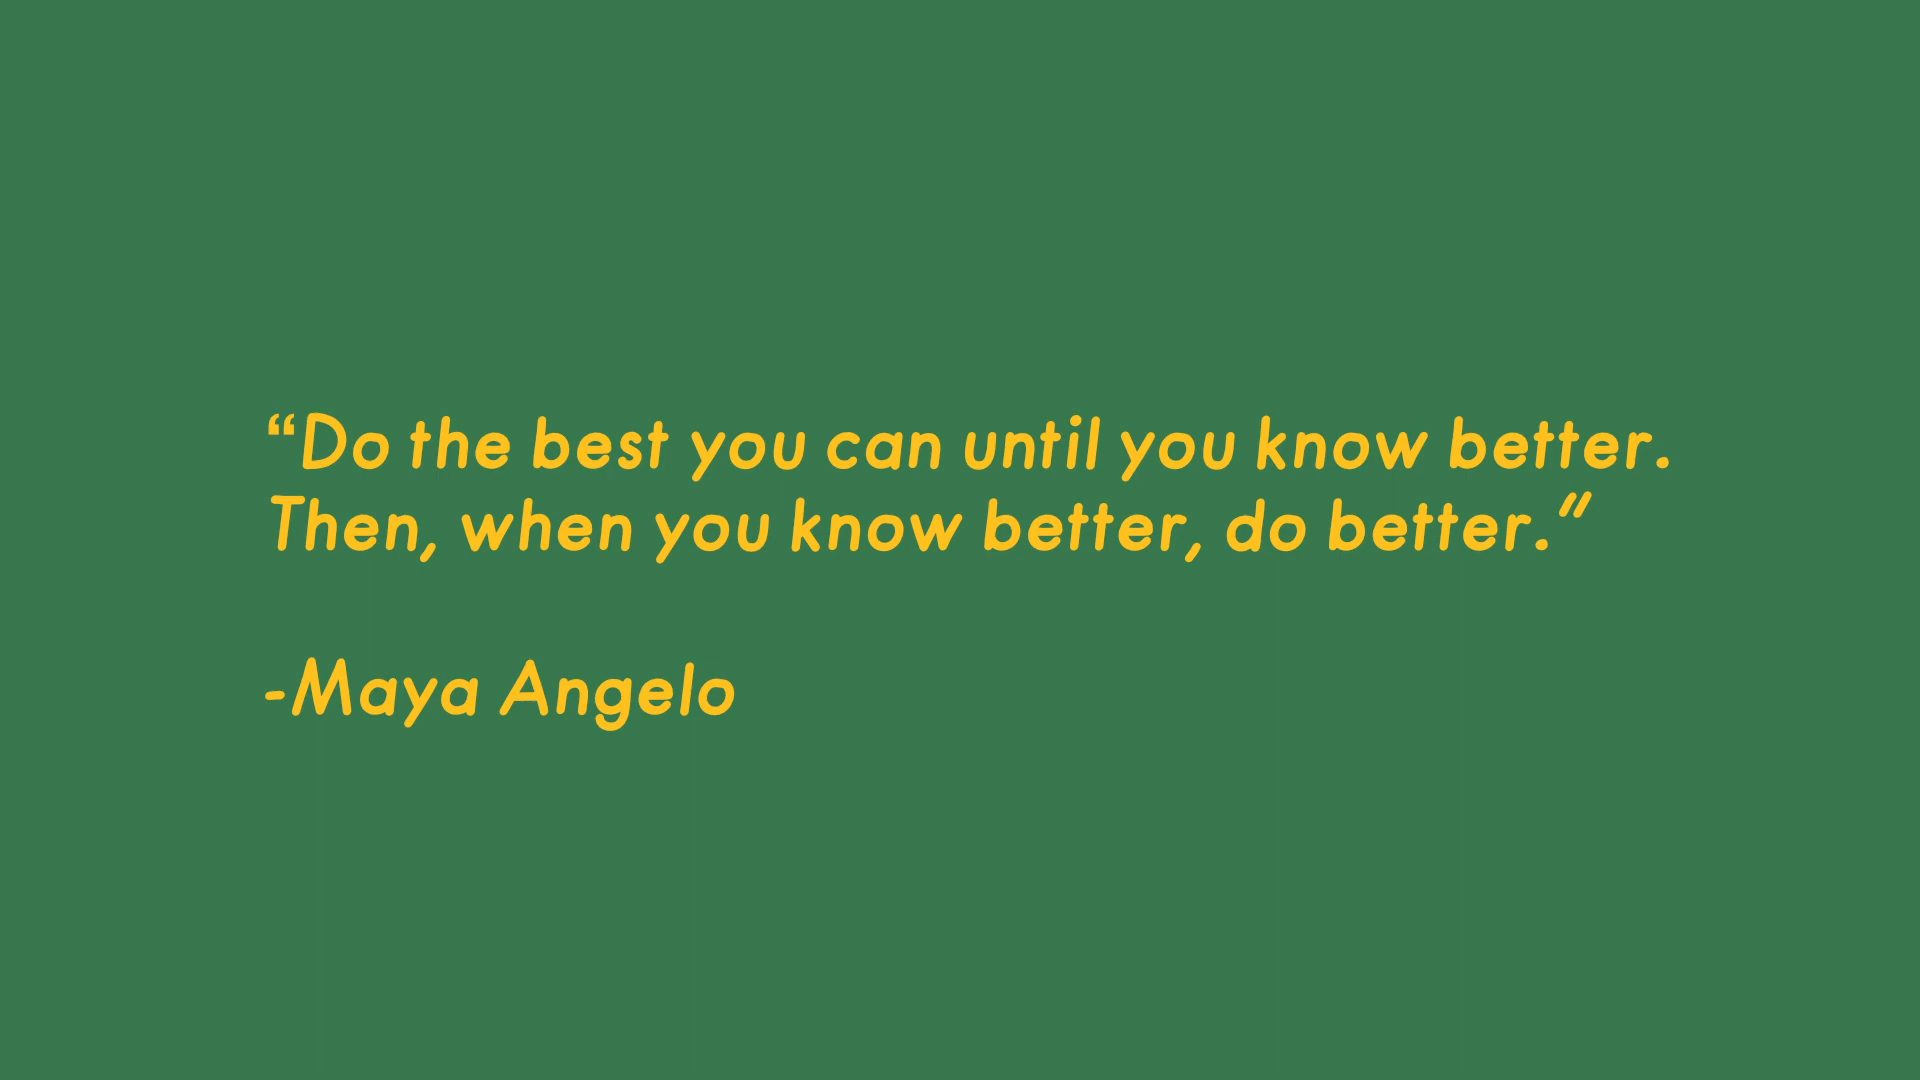 “Do the best you can until you know better.
Then, when you know better, do better.”
-Maya Angelo